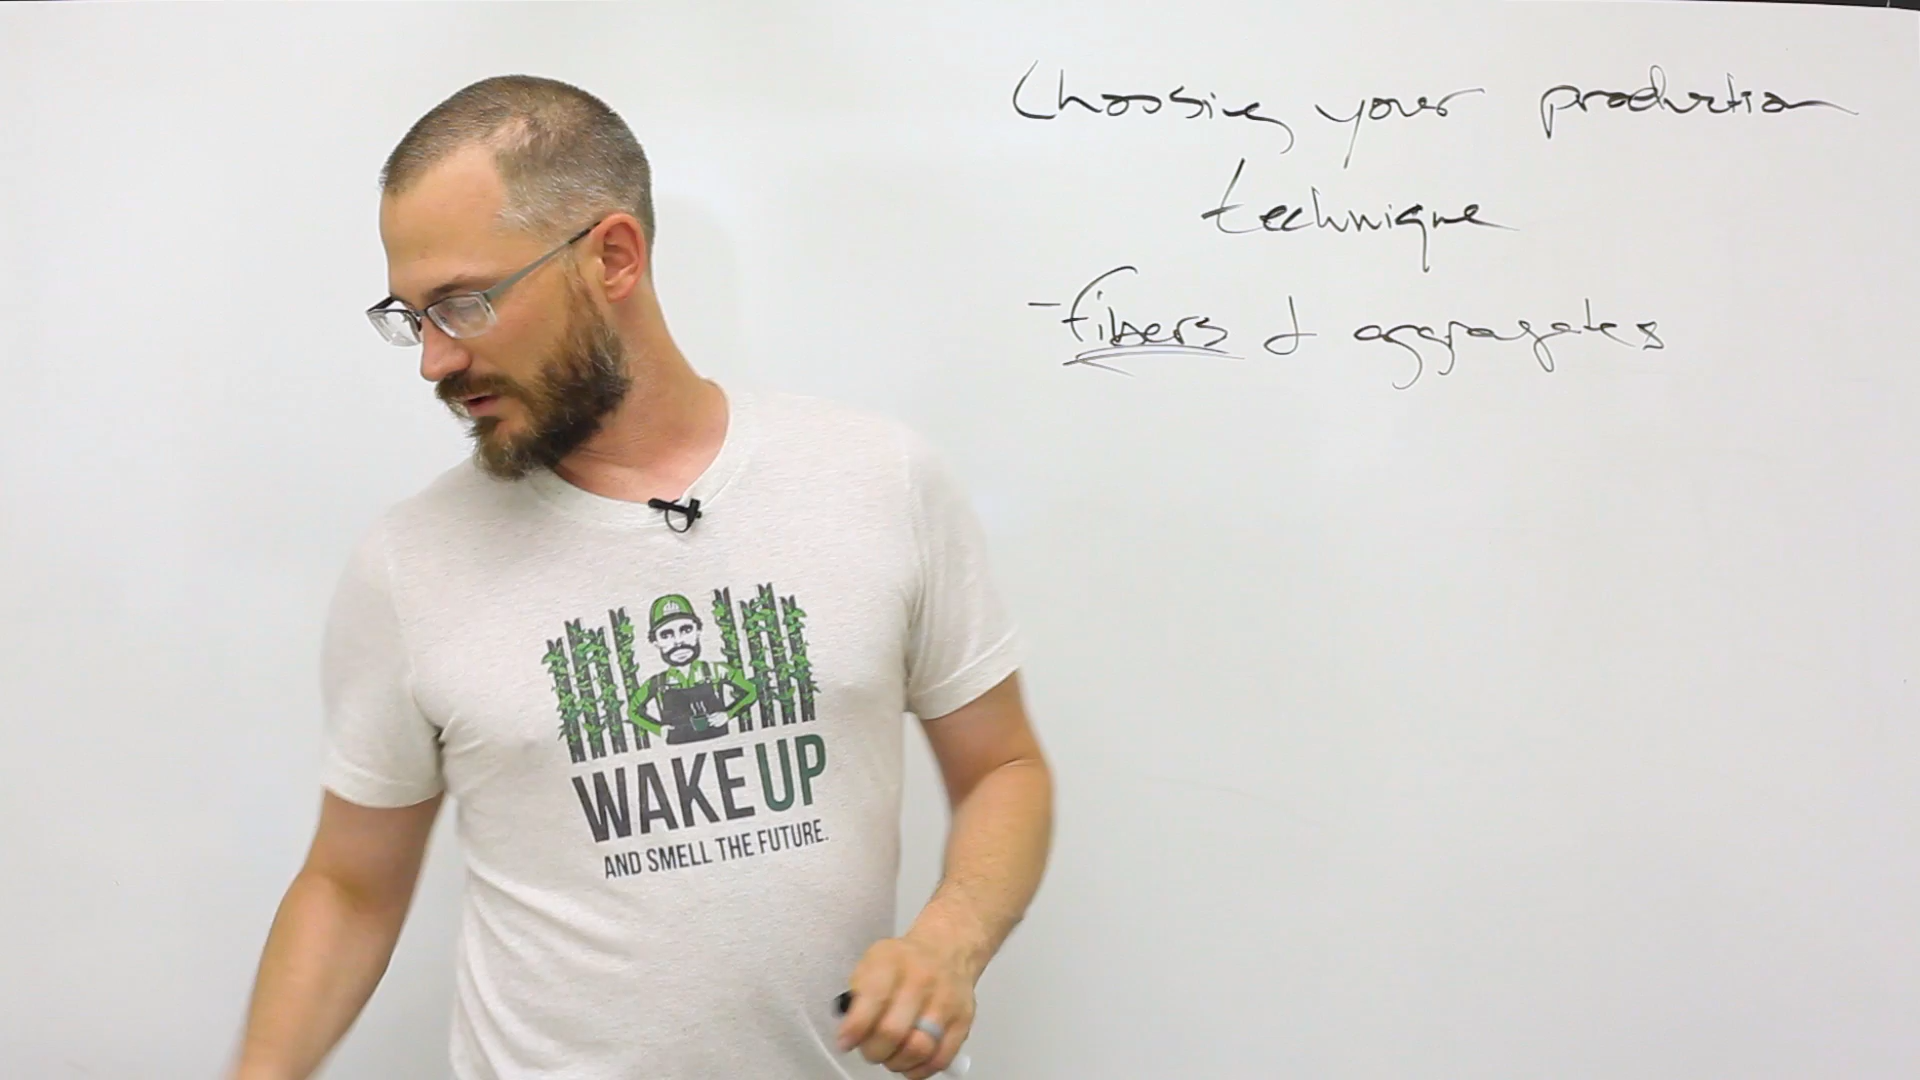 Choosing your production
technique
- fibers & aggregates
WAKE UP
AND SMELL THE FUTURE.